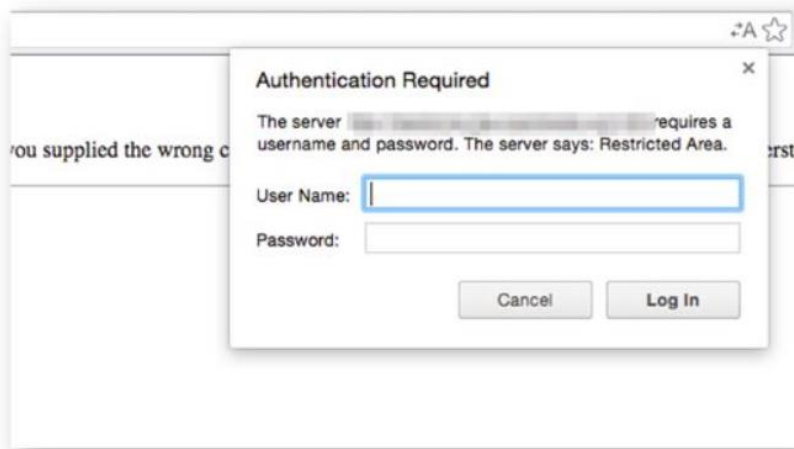 Authentication Required
The server requires a
username and password. The server says: Restricted Area.
you supplied the wrong c
erst
User Name:
Password:
Cancel
Log In